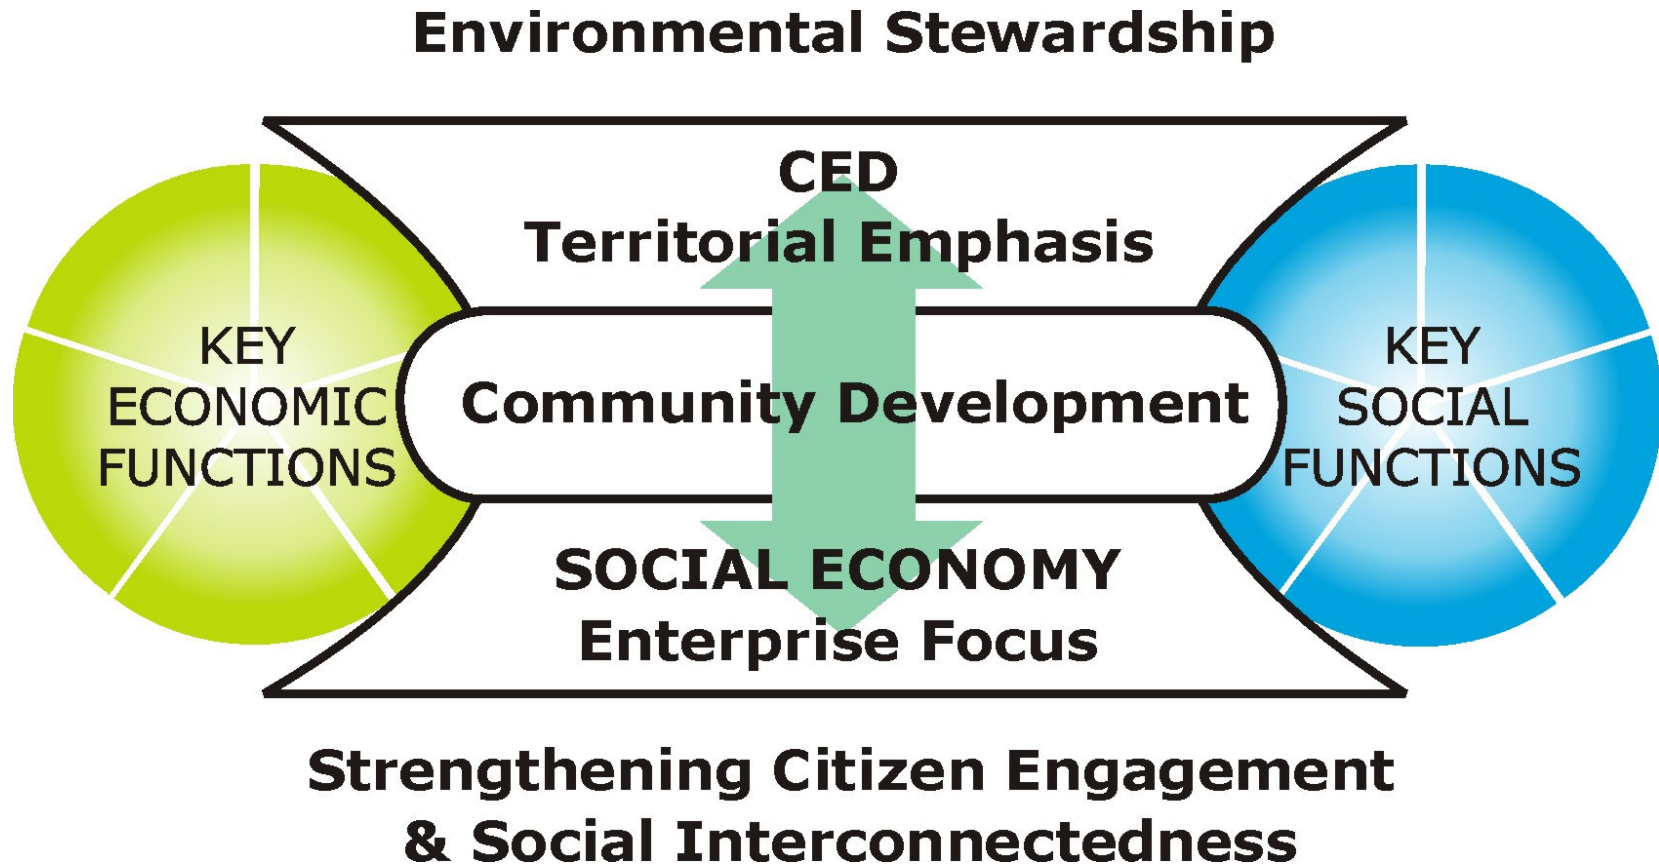 Environmental Stewardship
CED
Territorial Emphasis
KEY
ECONOMIC
FUNCTIONS
Community Development
KEY
SOCIAL
FUNCTIONS
SOCIAL ECONOMY
Enterprise Focus
Strengthening Citizen Engagement
& Social Interconnectedness